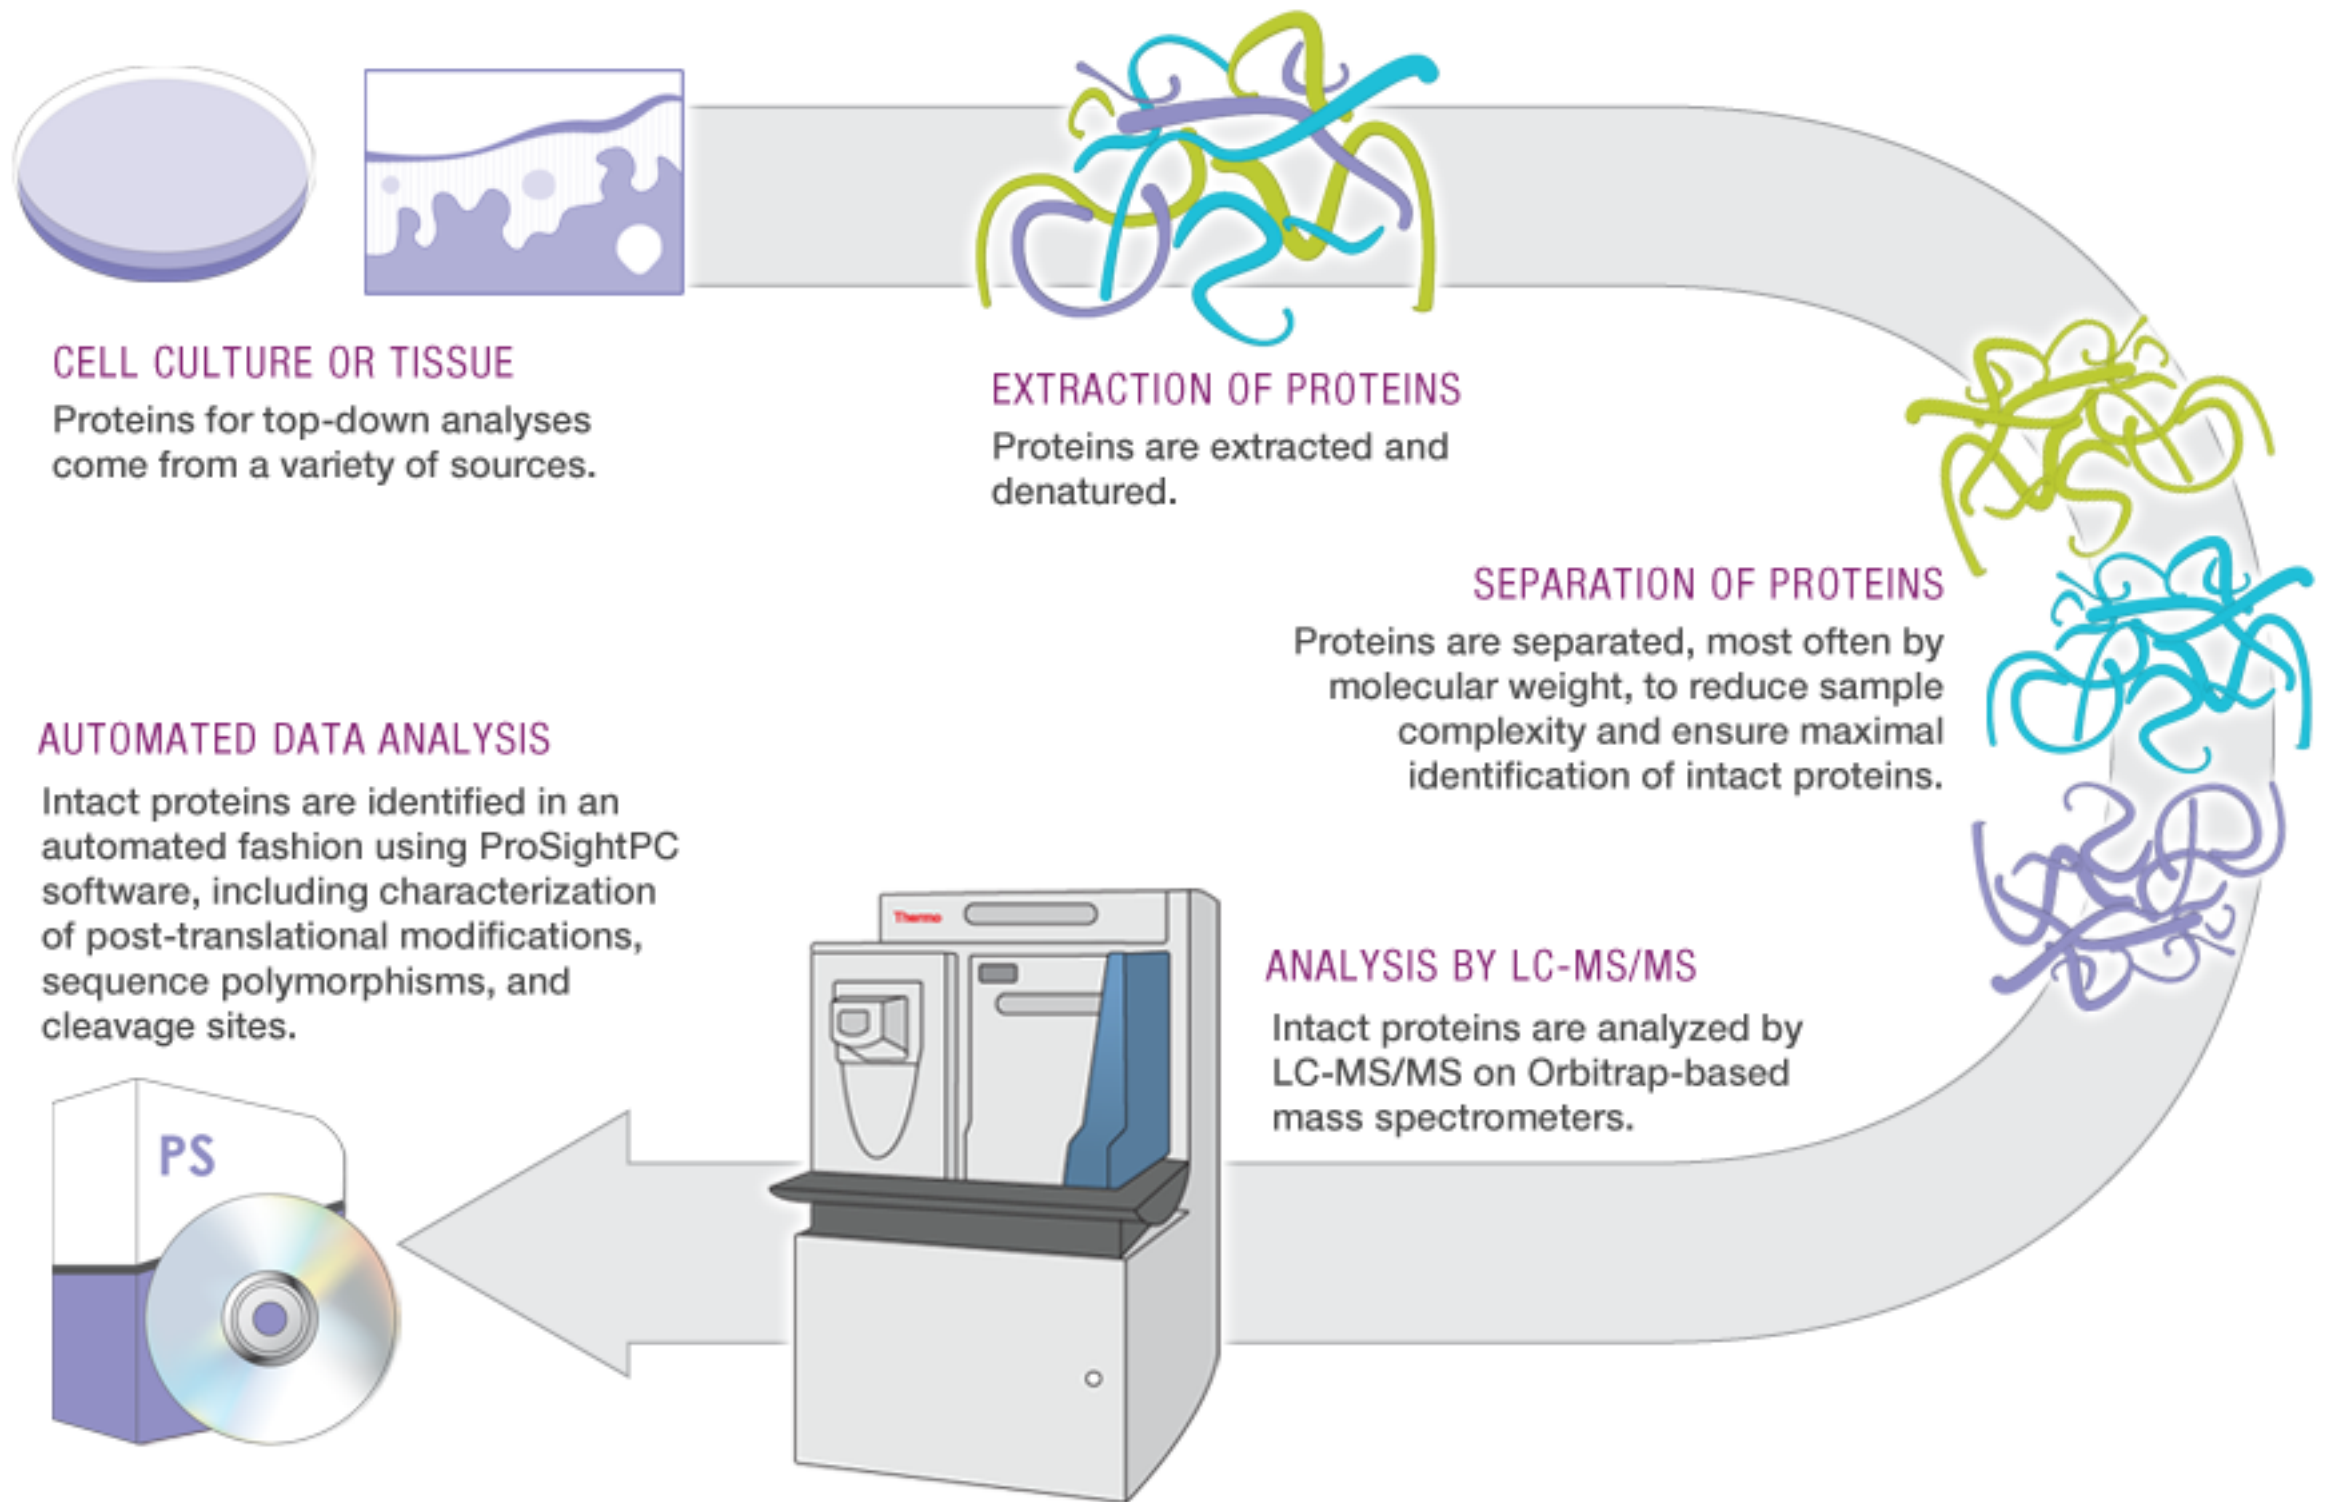 CELL CULTURE OR TISSUE
Proteins for top-down analyses
come from a variety of sources.
EXTRACTION OF PROTEINS
Proteins are extracted and
denatured.
SEPARATION OF PROTEINS
Proteins are separated, most often by
molecular weight, to reduce sample
complexity and ensure maximal
identification of intact proteins.
ANALYSIS BY LC-MS/MS
Intact proteins are analyzed by
LC-MS/MS on Orbitrap-based
mass spectrometers.
Thermo
AUTOMATED DATA ANALYSIS
Intact proteins are identified in an
automated fashion using ProSightPC
software, including characterization
of post-translational modifications,
sequence polymorphisms, and
cleavage sites.
PS